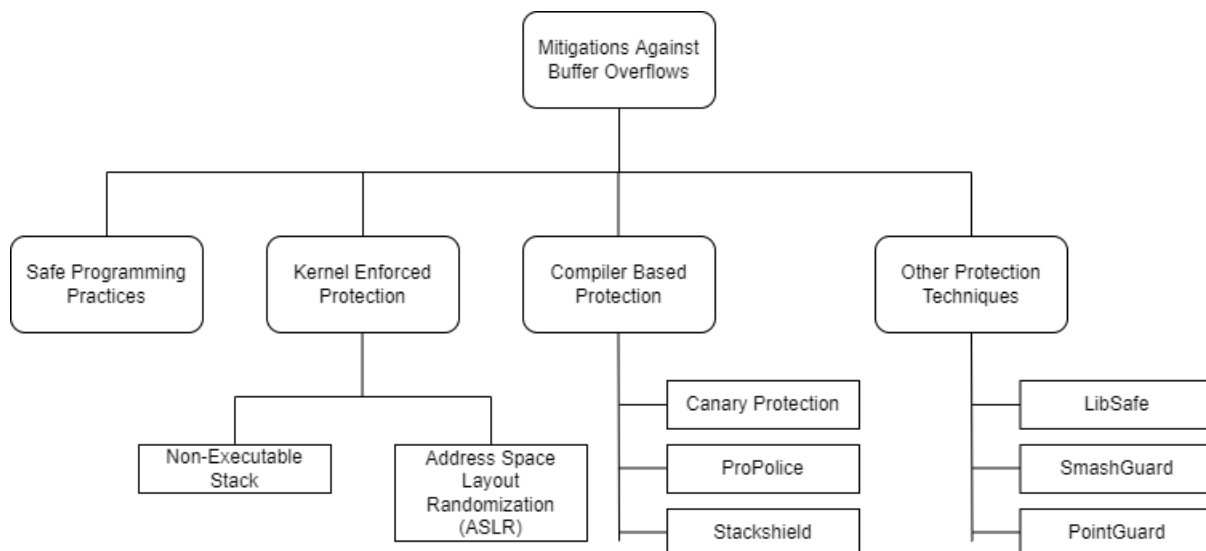 Mitigations Against
Buffer Overflows
Safe Programming
Practices
Kernel Enforced
Protection
Compiler Based
Protection
Other Protection
Techniques
Non-Executable
Stack
Address Space
Layout
Randomization
(ASLR)
Canary Protection
ProPolice
Stackshield
LibSafe
SmashGuard
PointGuard